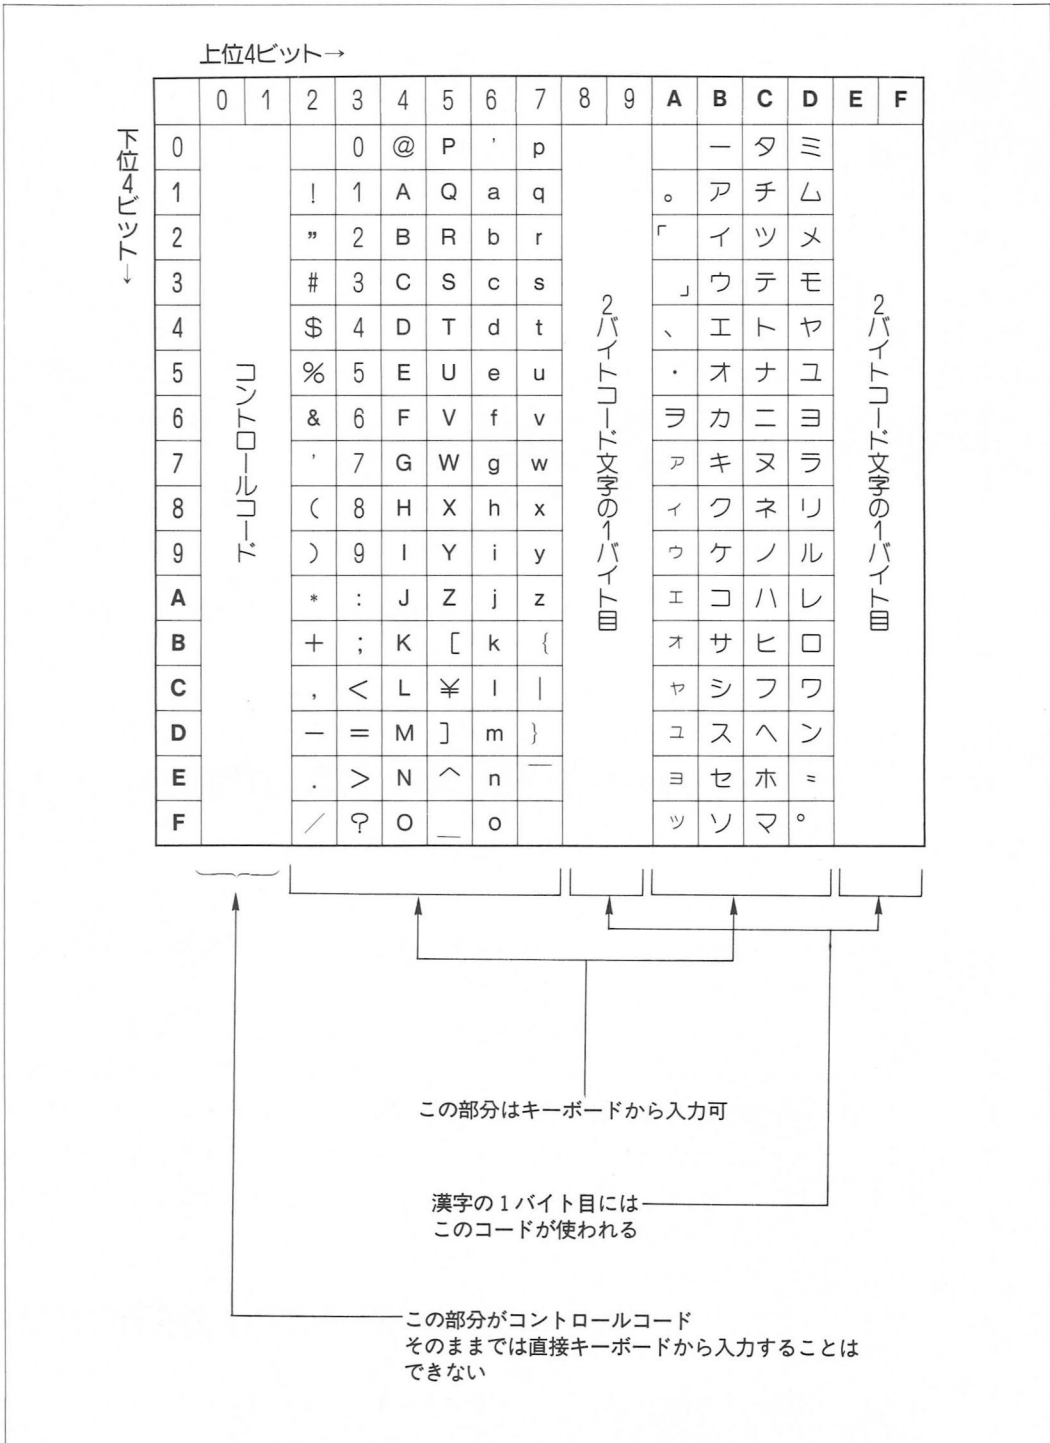 上位4ビット→
下位4ビット→
0 1 2 3 4 5 6 7 8 9 A B C D E F
0 0 @ P ' p ー タ ミ
1 ! 1 A Q a q 。 ア チ ム
2 " 2 B R b r 「 イ ツ メ
3 # 3 C S c s 」 ウ テ モ
4 $ 4 D T d t 、 エ ト ヤ
5 % 5 E U e u ・ オ ナ ユ
6 & 6 F V f v ヲ カ ニ ヨ
7 ' 7 G W g w ァ キ ヌ ラ
8 ( 8 H X h x ィ ク ネ リ
9 ) 9 I Y i y ゥ ケ ノ ル
A * : J Z j z ェ コ ハ レ
B + ; K [ k { ォ サ ヒ ロ
C , < L ¥ l | ャ シ フ ワ
D − = M ] m } ュ ス ヘ ン
E . > N ^ n ‾ ョ セ ホ ゛
F / ? O _ o ッ ソ マ ゜
コントロールコード
2バイトコード文字の1バイト目
2バイトコード文字の1バイト目
この部分はキーボードから入力可
漢字の1バイト目には
このコードが使われる
この部分がコントロールコード
そのままでは直接キーボードから入力することは
できない